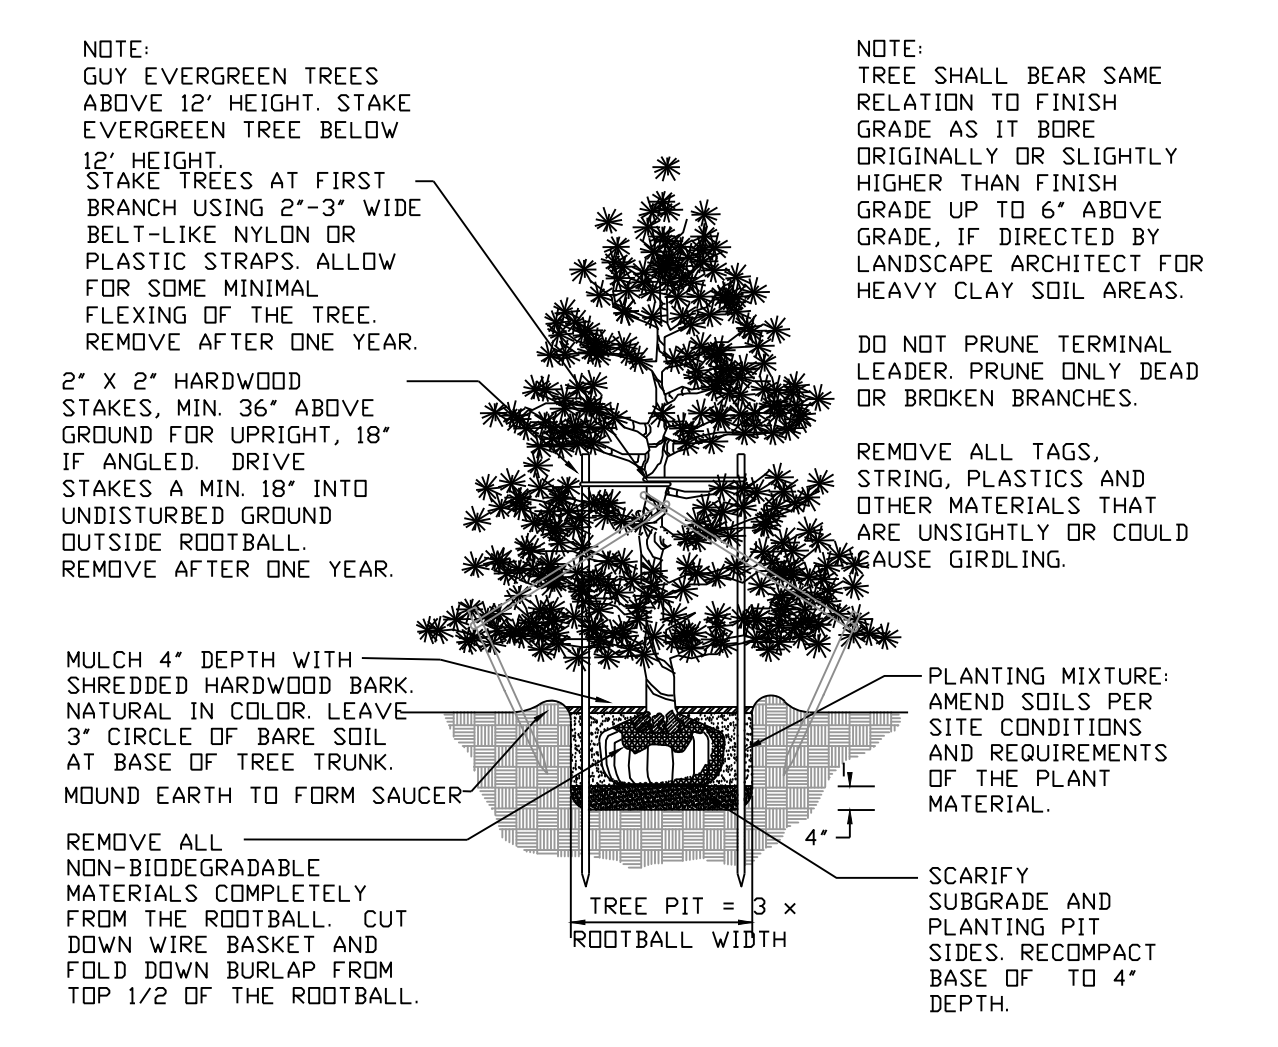 NOTE:
GUY EVERGREEN TREES
ABOVE 12' HEIGHT. STAKE
EVERGREEN TREE BELOW
12' HEIGHT.
STAKE TREES AT FIRST
BRANCH USING 2"-3" WIDE
BELT-LIKE NYLON OR
PLASTIC STRAPS. ALLOW
FOR SOME MINIMAL
FLEXING OF THE TREE.
REMOVE AFTER ONE YEAR.
2" X 2" HARDWOOD
STAKES, MIN. 36" ABOVE
GROUND FOR UPRIGHT, 18"
IF ANGLED. DRIVE
STAKES A MIN. 18" INTO
UNDISTURBED GROUND
OUTSIDE ROOTBALL.
REMOVE AFTER ONE YEAR.
MULCH 4" DEPTH WITH
SHREDDED HARDWOOD BARK.
NATURAL IN COLOR. LEAVE
3" CIRCLE OF BARE SOIL
AT BASE OF TREE TRUNK.
MOUND EARTH TO FORM SAUCER
REMOVE ALL
NON-BIODEGRADABLE
MATERIALS COMPLETELY
FROM THE ROOTBALL. CUT
DOWN WIRE BASKET AND
FOLD DOWN BURLAP FROM
TOP 1/2 OF THE ROOTBALL.
TREE PIT = 3 x
ROOTBALL WIDTH
NOTE:
TREE SHALL BEAR SAME
RELATION TO FINISH
GRADE AS IT BORE
ORIGINALLY OR SLIGHTLY
HIGHER THAN FINISH
GRADE UP TO 6" ABOVE
GRADE, IF DIRECTED BY
LANDSCAPE ARCHITECT FOR
HEAVY CLAY SOIL AREAS.
DO NOT PRUNE TERMINAL
LEADER. PRUNE ONLY DEAD
OR BROKEN BRANCHES.
REMOVE ALL TAGS,
STRING, PLASTICS AND
OTHER MATERIALS THAT
ARE UNSIGHTLY OR COULD
CAUSE GIRDLING.
PLANTING MIXTURE:
AMEND SOILS PER
SITE CONDITIONS
AND REQUIREMENTS
OF THE PLANT
MATERIAL.
4"
SCARIFY
SUBGRADE AND
PLANTING PIT
SIDES. RECOMPACT
BASE OF TO 4"
DEPTH.